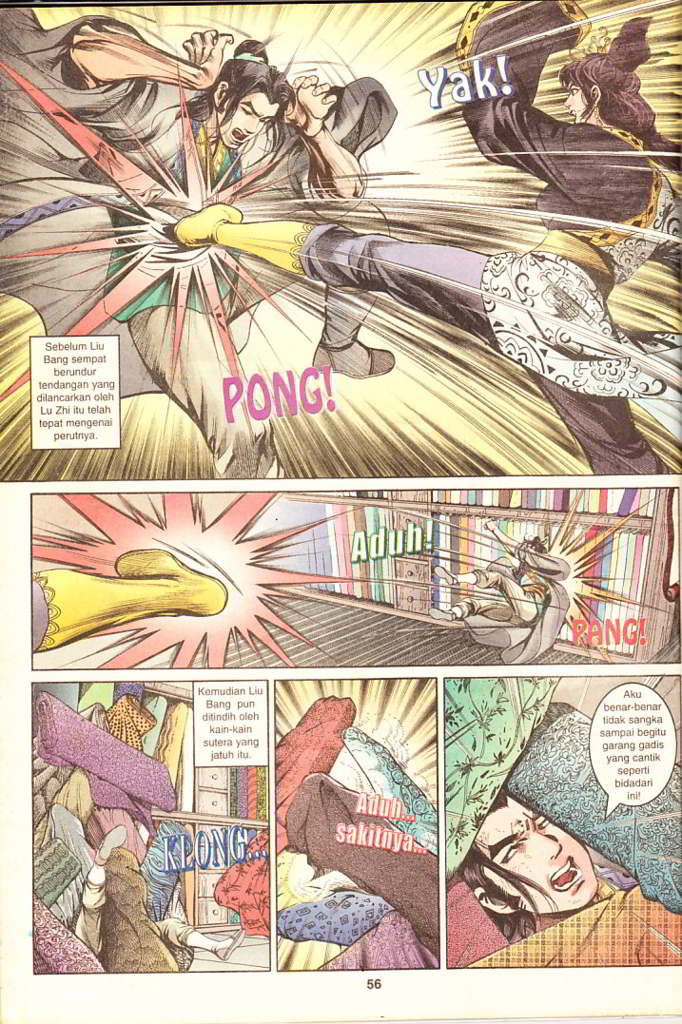 Yak!
Sebelum Liu
Bang sempat
berundur
tendangan yang
dilancarkan oleh
Lu Zhi itu telah
tepat mengenai
perutnya.
PONG!
Aduh!
PANG!
Kemudian Liu
Bang pun
ditindih oleh
kain-kain
sutera yang
jatuh itu.
KLONG...
Aduh...
sakitnya...
Aku
benar-benar
tidak sangka
sampai begitu
garang gadis
yang cantik
seperti
bidadari
ini!
56